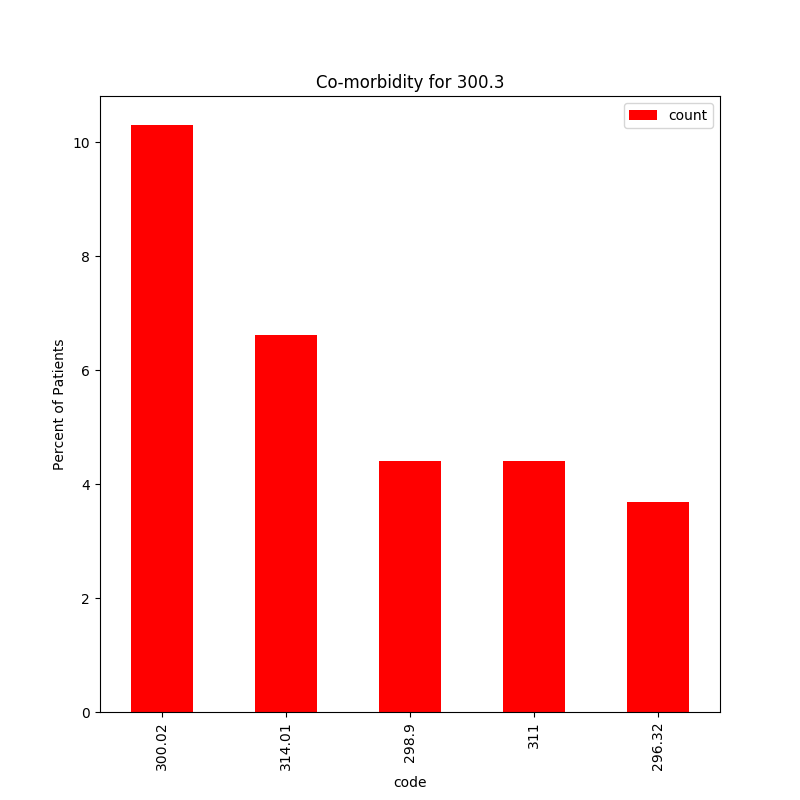 Co-morbidity for 300.3
count
Percent of Patients
10
8
6
4
2
0
300.02
314.01
298.9
311
296.32
code